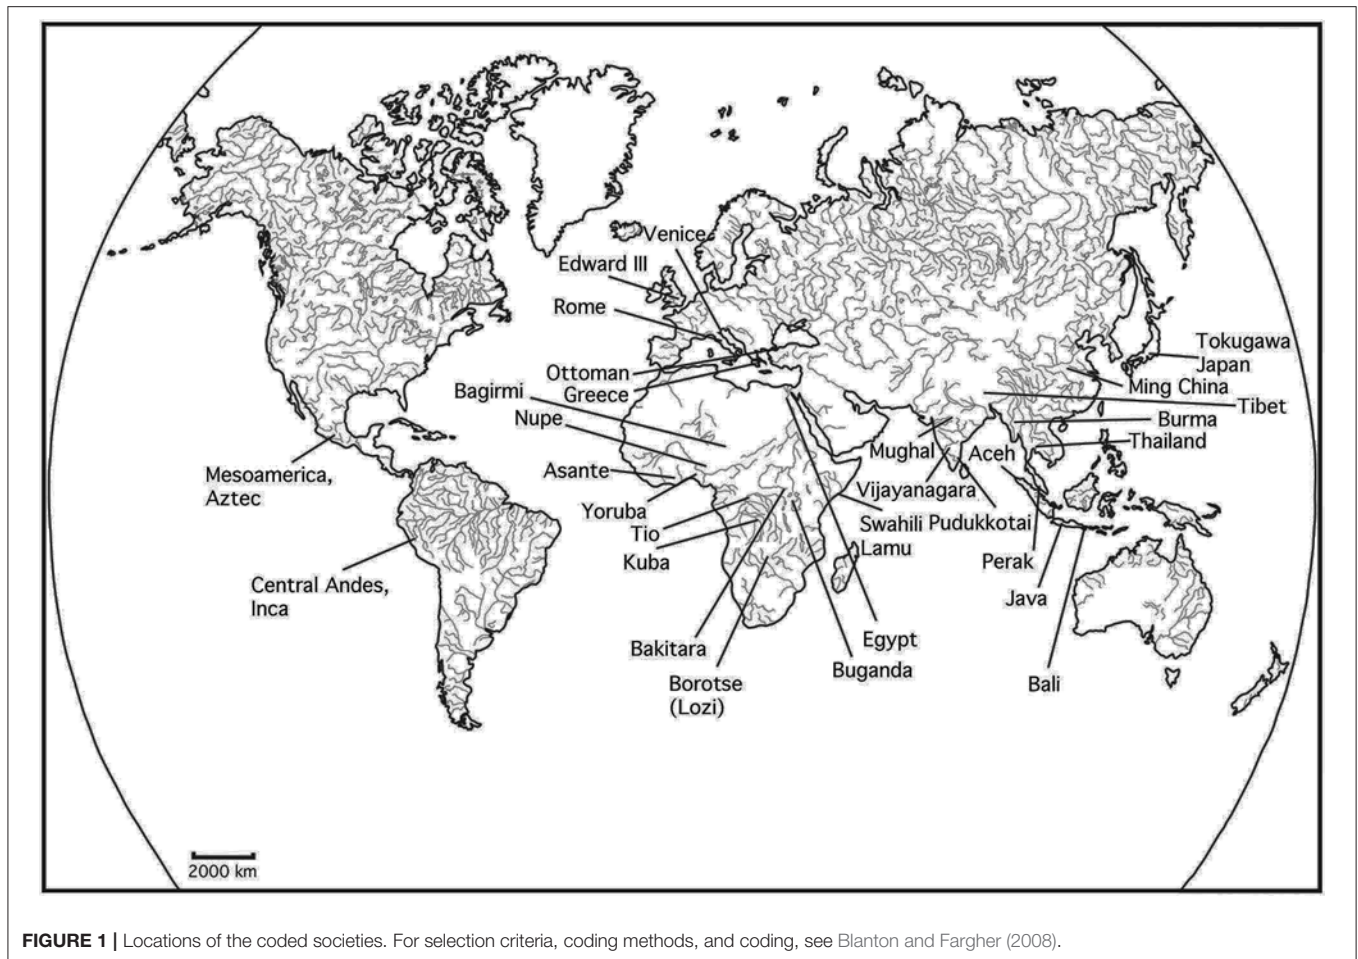 Venice
Edward III
Rome
Ottoman
Greece
Bagirmi
Nupe
Asante
Yoruba
Tio
Kuba
Bakitara
Borotse
(Lozi)
Egypt
Buganda
Swahili
Lamu
Mesoamerica,
Aztec
Central Andes,
Inca
Tokugawa
Japan
Ming China
Tibet
Burma
Thailand
Mughal
Aceh
Vijayanagara
Pudukkotai
Perak
Java
Bali
2000 km
FIGURE 1 | Locations of the coded societies. For selection criteria, coding methods, and coding, see Blanton and Fargher (2008).